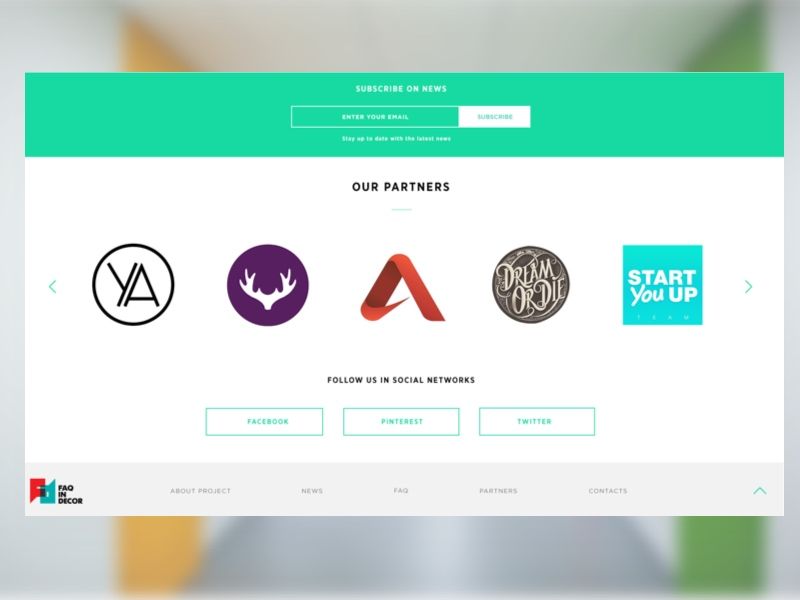 SUBSCRIBE ON NEWS
ENTER YOUR EMAIL
SUBSCRIBE
Stay up to date with the latest news
OUR PARTNERS
YA
DREAM
OR DIE
START
You UP
TEAM
FOLLOW US IN SOCIAL NETWORKS
FACEBOOK
PINTEREST
TWITTER
FAQ
IN
DECOR
ABOUT PROJECT
NEWS
FAQ
PARTNERS
CONTACTS